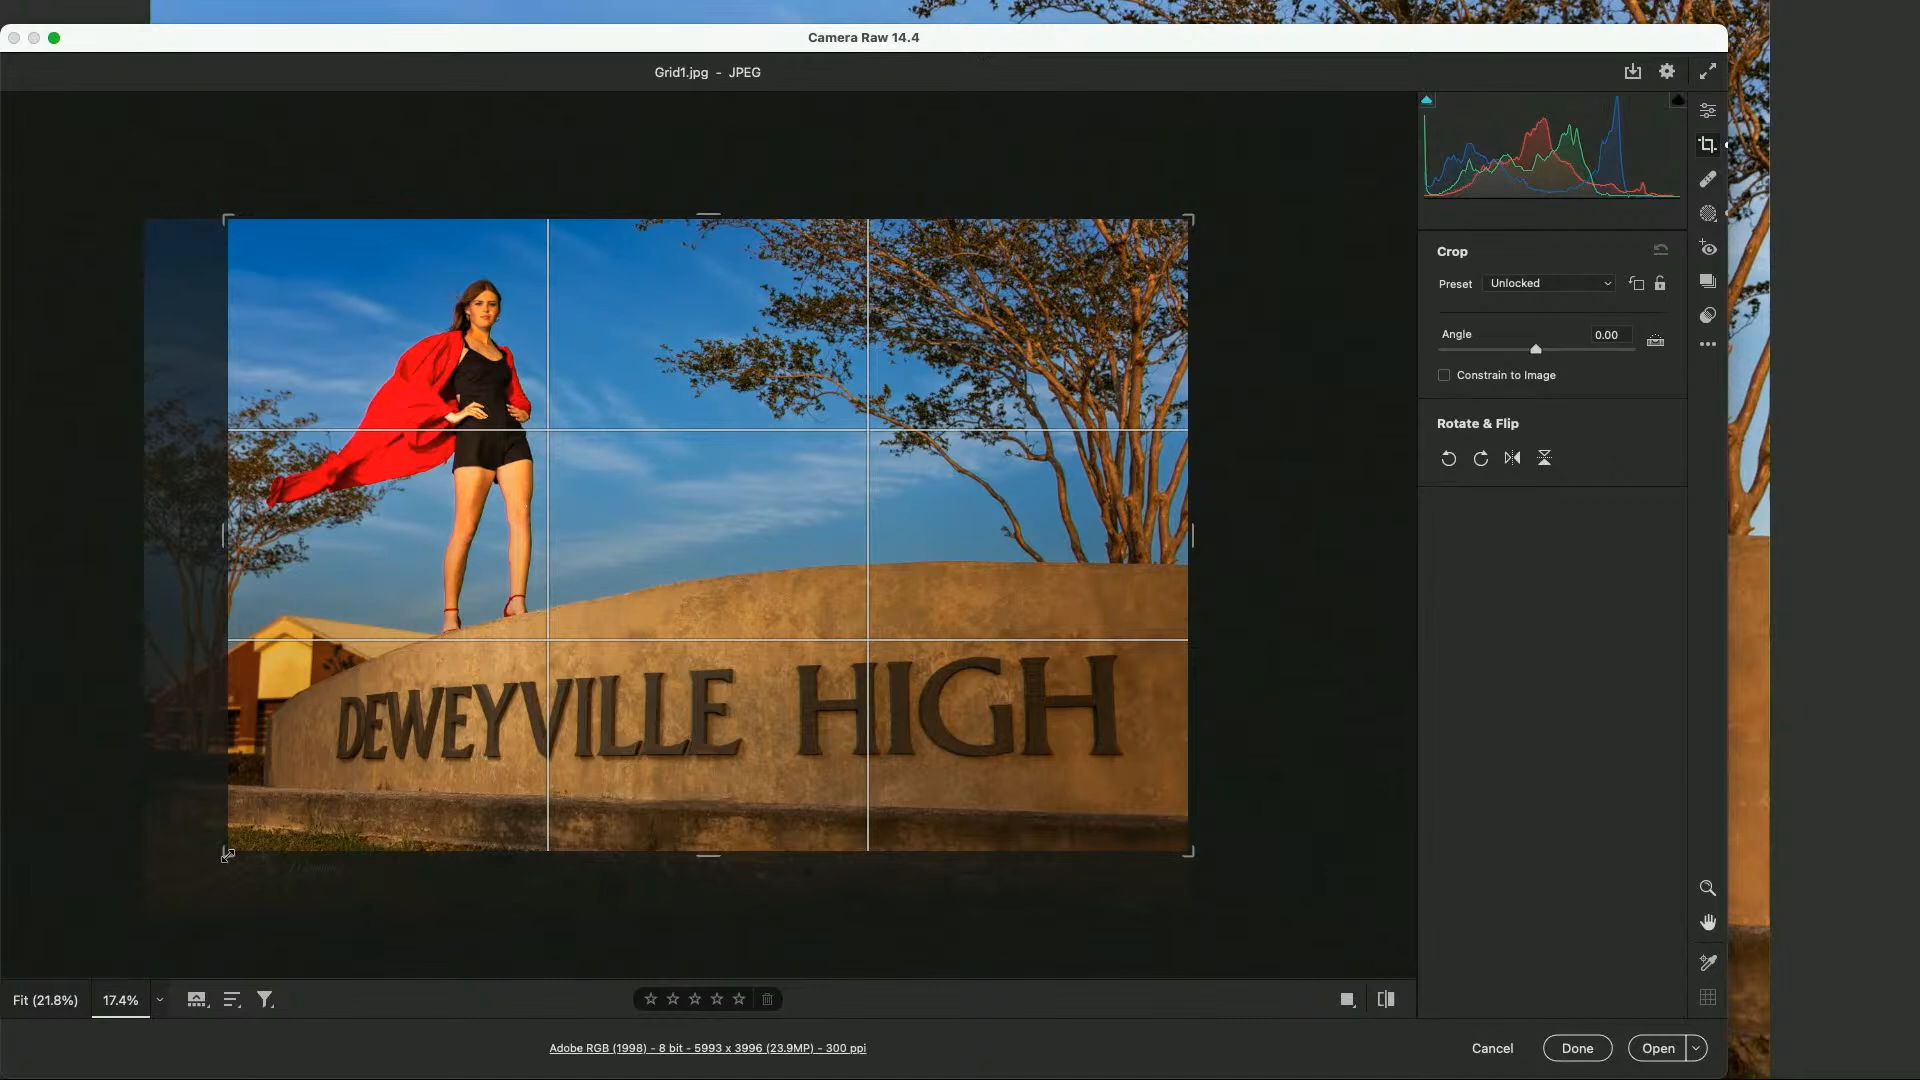 Camera Raw 14.4
Grid1.jpg - JPEG
Crop
Preset Unlocked
Angle 0.00
Constrain to Image
Rotate & Flip
DEWEYVILLE HIGH
Fit (21.8%) 17.4%
Adobe RGB (1998) - 8 bit - 5993 x 3996 (23.9MP) - 300 ppi
Cancel Done Open